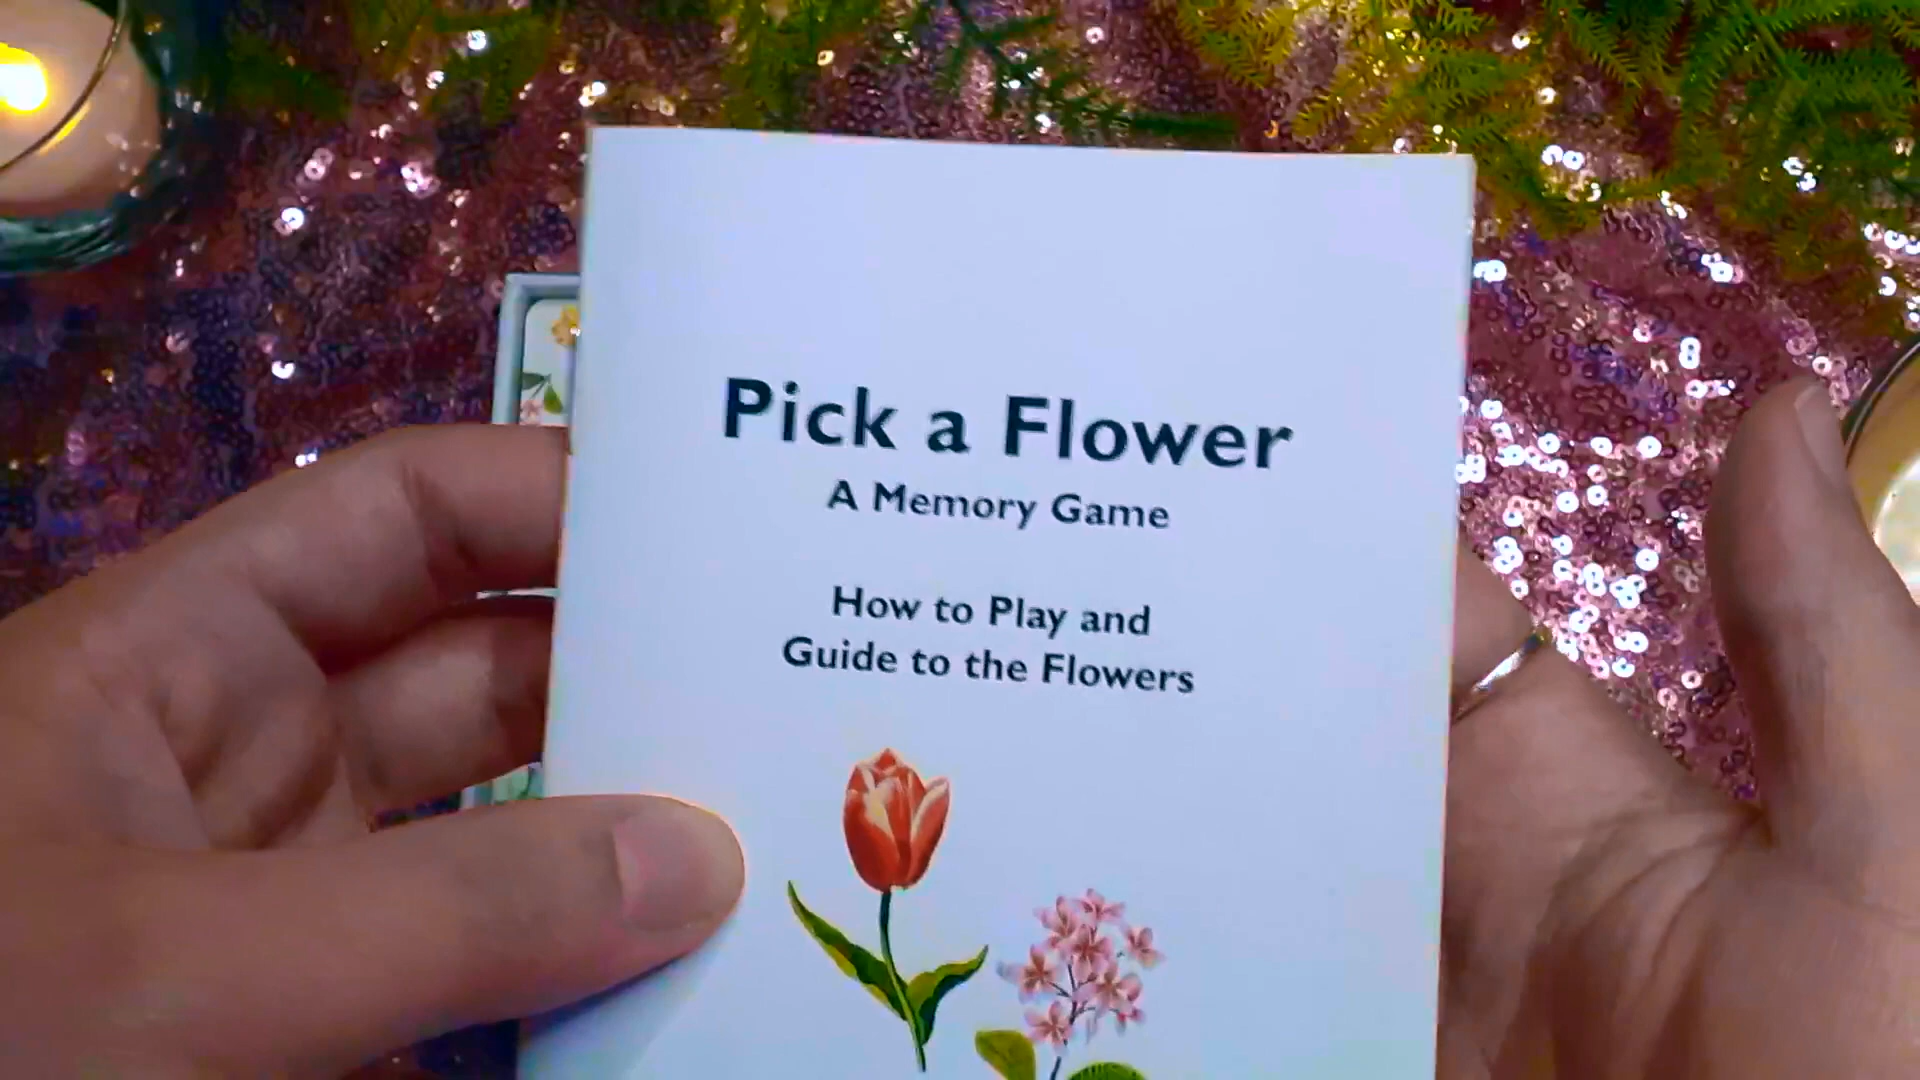 Pick a Flower
A Memory Game
How to Play and
Guide to the Flowers